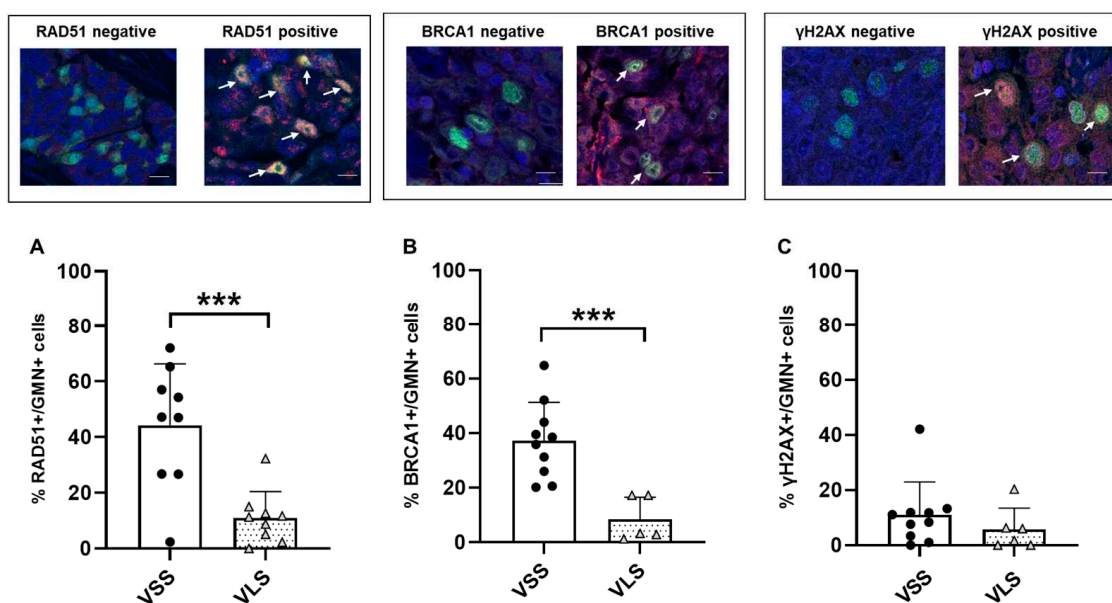 RAD51 negative
RAD51 positive
BRCA1 negative
BRCA1 positive
γH2AX negative
γH2AX positive
A
% RAD51+/GMN+ cells
100
80
60
40
20
0
***
VSS
VLS
B
% BRCA1+/GMN+ cells
100
80
60
40
20
0
***
VSS
VLS
C
% γH2AX+/GMN+ cells
100
80
60
40
20
0
VSS
VLS